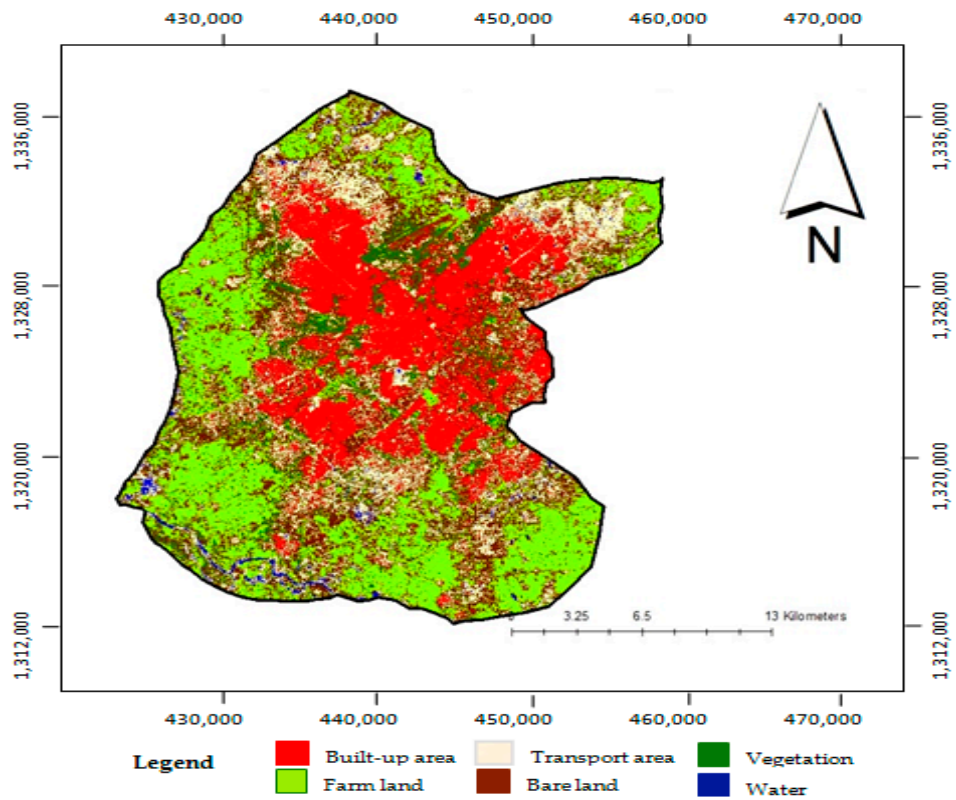 430,000 440,000 450,000 460,000 470,000
1,336,000 1,336,000
1,328,000 1,328,000
1,320,000 1,320,000
1,312,000 1,312,000
N
3.25 6.5 13 Kilometers
430,000 440,000 450,000 460,000 470,000
Legend
Built-up area Transport area Vegetation
Farm land Bare land Water